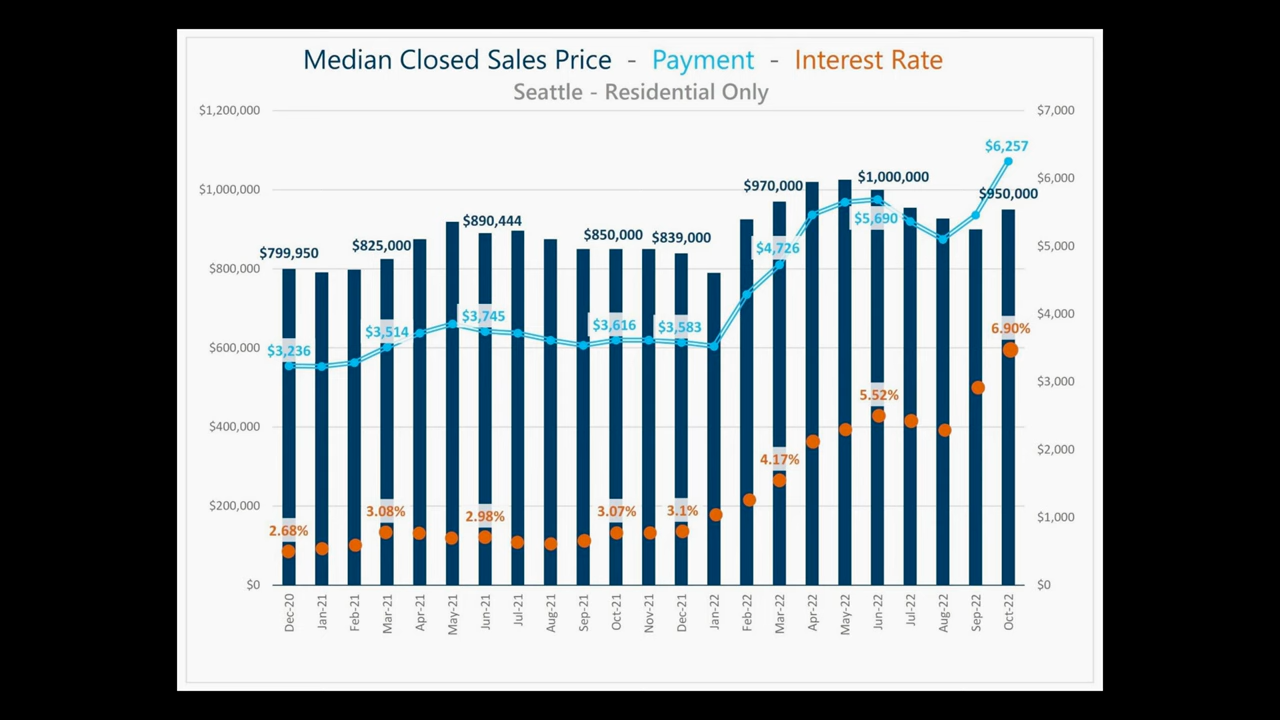 Median Closed Sales Price - Payment - Interest Rate
Seattle - Residential Only
$1,200,000
$7,000
$6,257
$6,000
$970,000
$1,000,000
$1,000,000
$950,000
$890,444
$5,690
$850,000
$839,000
$825,000
$799,950
$4,726
$5,000
$800,000
$3,745
$3,616
$3,583
$3,514
$4,000
6.90%
$3,236
$600,000
$3,000
5.52%
$400,000
$2,000
4.17%
$200,000
3.08%
2.98%
3.07%
3.1%
$1,000
2.68%
$0
$0
Dec-20
Jan-21
Feb-21
Mar-21
Apr-21
May-21
Jun-21
Jul-21
Aug-21
Sep-21
Oct-21
Nov-21
Dec-21
Jan-22
Feb-22
Mar-22
Apr-22
May-22
Jun-22
Jul-22
Aug-22
Sep-22
Oct-22